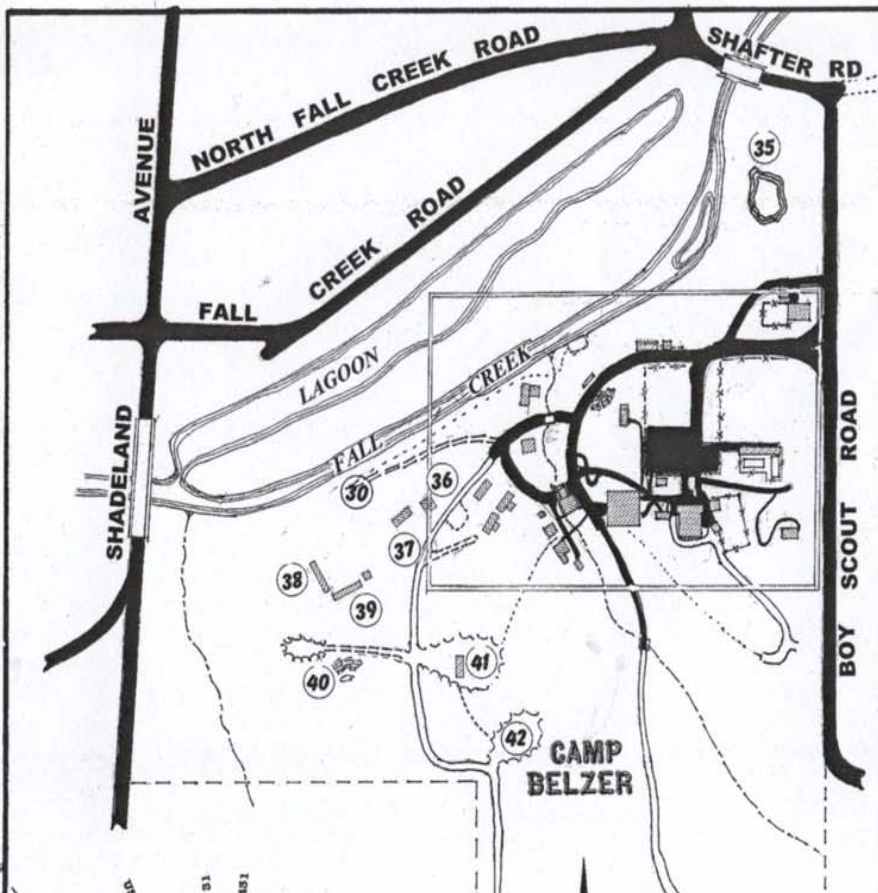 SHAFTER RD
NORTH FALL CREEK ROAD
AVENUE
35
FALL CREEK ROAD
LAGOON
FALL CREEK
SHADELAND
BOY SCOUT ROAD
30
36
37
38
39
40
41
42
CAMP
BELZER